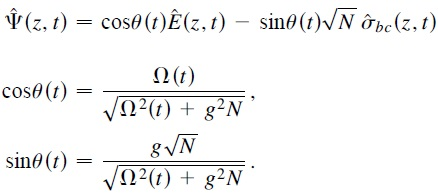 Ψ̂(z, t) = cosθ(t)Ê(z, t) − sinθ(t)√N σ̂_bc(z, t)
cosθ(t) = Ω(t) / √(Ω²(t) + g²N) ,
sinθ(t) = g√N / √(Ω²(t) + g²N) .